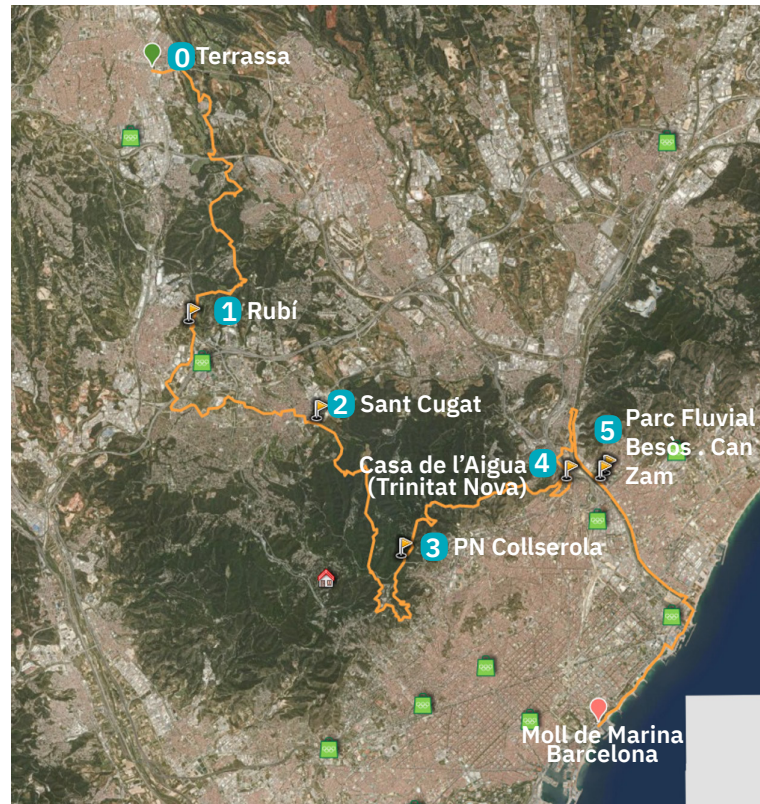 0 Terrassa
1 Rubí
2 Sant Cugat
5 Parc Fluvial
Besòs . Can
Zam
Casa de l’Aigua 4
(Trinitat Nova)
3 PN Collserola
Moll de Marina
Barcelona